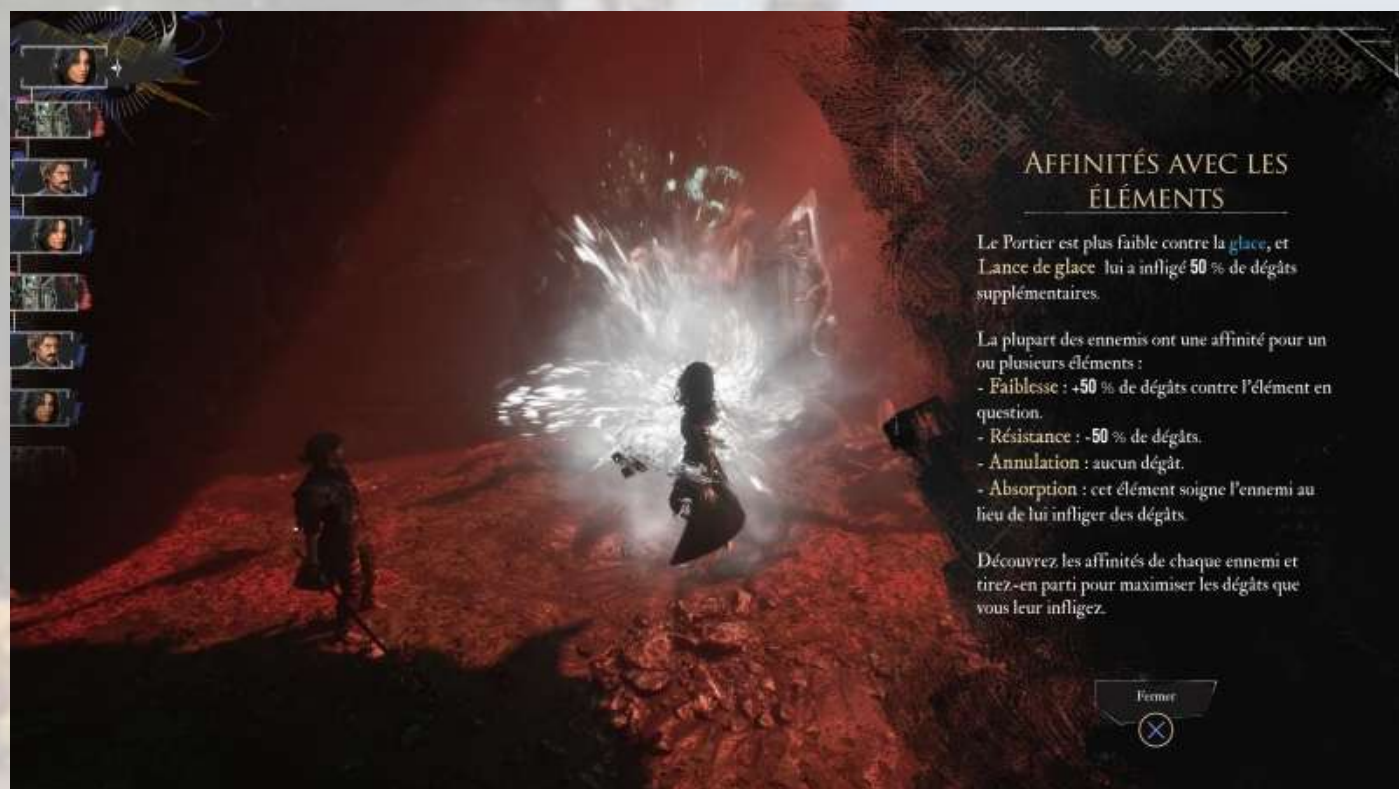 AFFINITÉS AVEC LES
ÉLÉMENTS
Le Portier est plus faible contre la glace, et
Lance de glace lui a infligé 50 % de dégâts
supplémentaires.
La plupart des ennemis ont une affinité pour un
ou plusieurs éléments :
- Faiblesse : +50 % de dégâts contre l'élément en
question.
- Résistance : -50 % de dégâts.
- Annulation : aucun dégât.
- Absorption : cet élément soigne l'ennemi au
lieu de lui infliger des dégâts.
Découvrez les affinités de chaque ennemi et
tirez-en parti pour maximiser les dégâts que
vous leur infligez.
Fermer